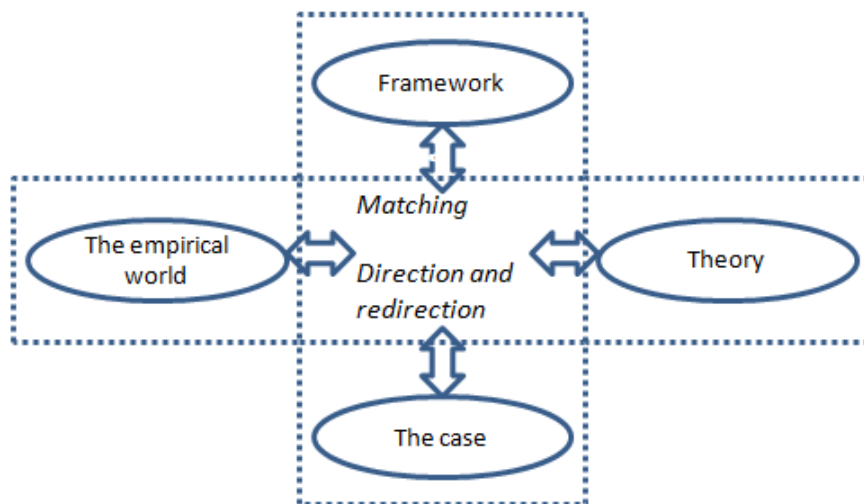 Framework
Matching
The empirical
world
Theory
Direction and
redirection
The case